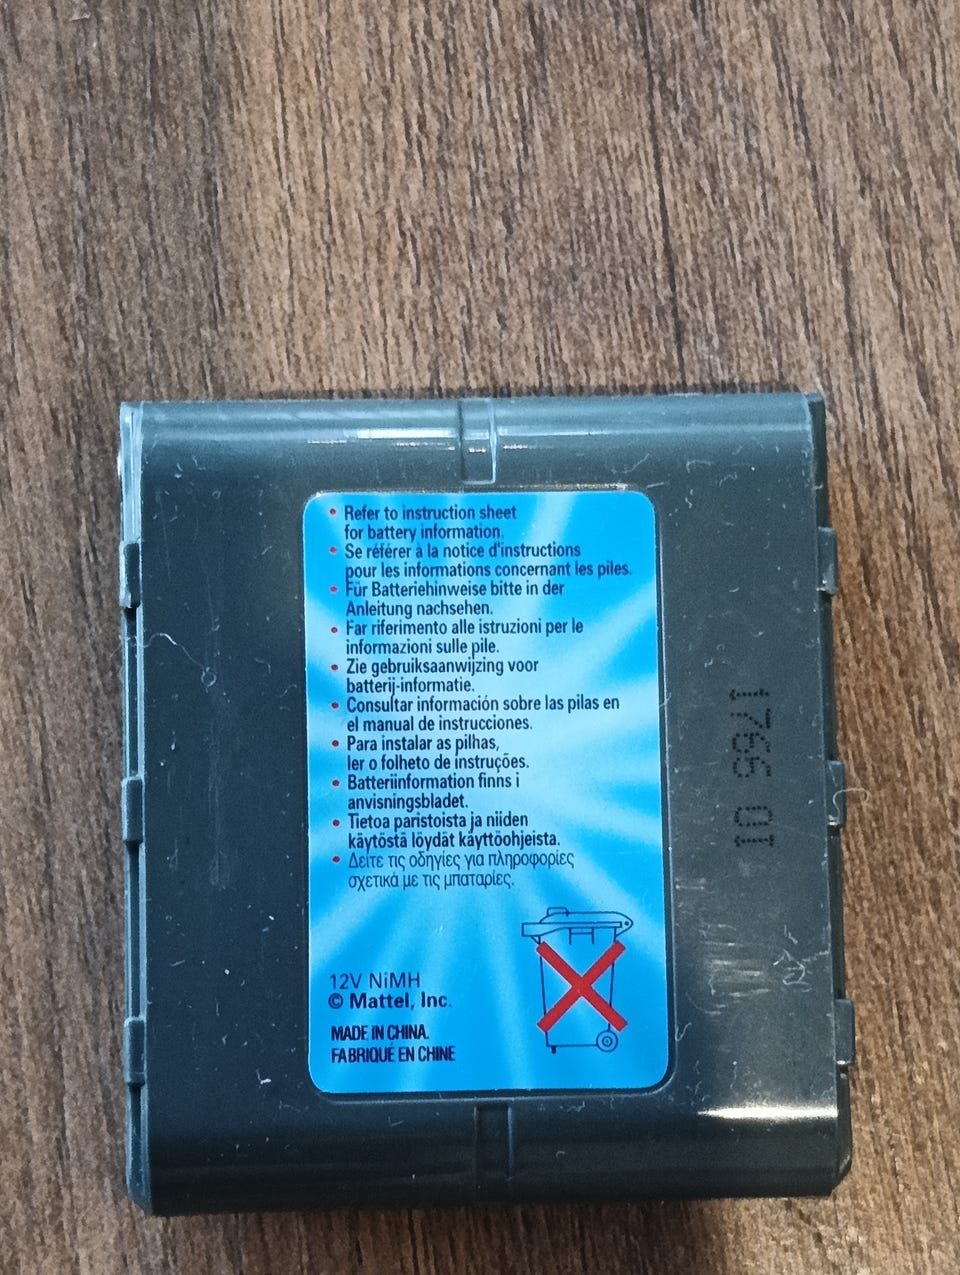 • Refer to instruction sheet
for battery information.
• Se référer à la notice d'instructions
pour les informations concernant les piles.
• Für Batteriehinweise bitte in der
Anleitung nachsehen.
• Far riferimento alle istruzioni per le
informazioni sulle pile.
• Zie gebruiksaanwijzing voor
batterij-informatie.
• Consultar información sobre las pilas en
el manual de instrucciones.
• Para instalar as pilhas,
ler o folheto de instruções.
• Batteriinformation finns i
anvisningsbladet.
• Tietoa paristoista ja niiden
käytöstä löydät käyttöohjeista.
• Δείτε τις οδηγίες για πληροφορίες
σχετικά με τις μπαταρίες.
12V NiMH
© Mattel, Inc.
MADE IN CHINA.
FABRIQUÉ EN CHINE